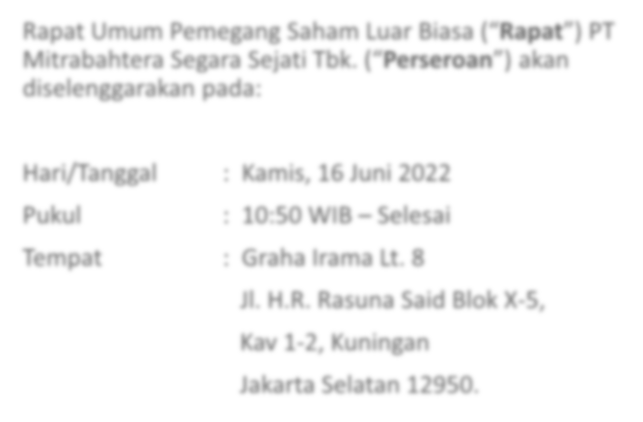 Rapat Umum Pemegang Saham Luar Biasa (“Rapat”) PT
Mitrabahtera Segara Sejati Tbk. (“Perseroan”) akan
diselenggarakan pada:
Hari/Tanggal : Kamis, 16 Juni 2022
Pukul : 10:50 WIB – Selesai
Tempat : Graha Irama Lt. 8
Jl. H.R. Rasuna Said Blok X-5,
Kav 1-2, Kuningan
Jakarta Selatan 12950.